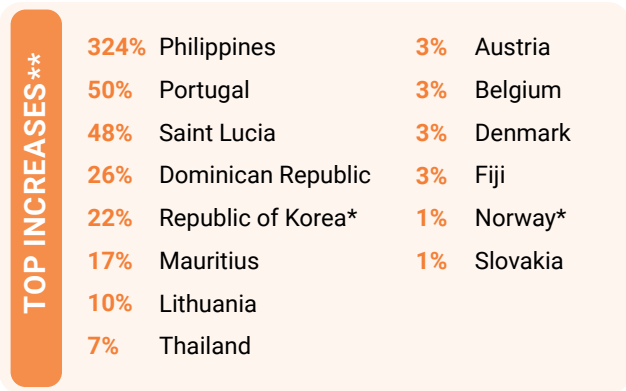 TOP INCREASES**
324% Philippines
50% Portugal
48% Saint Lucia
26% Dominican Republic
22% Republic of Korea*
17% Mauritius
10% Lithuania
7% Thailand
3% Austria
3% Belgium
3% Denmark
3% Fiji
1% Norway*
1% Slovakia